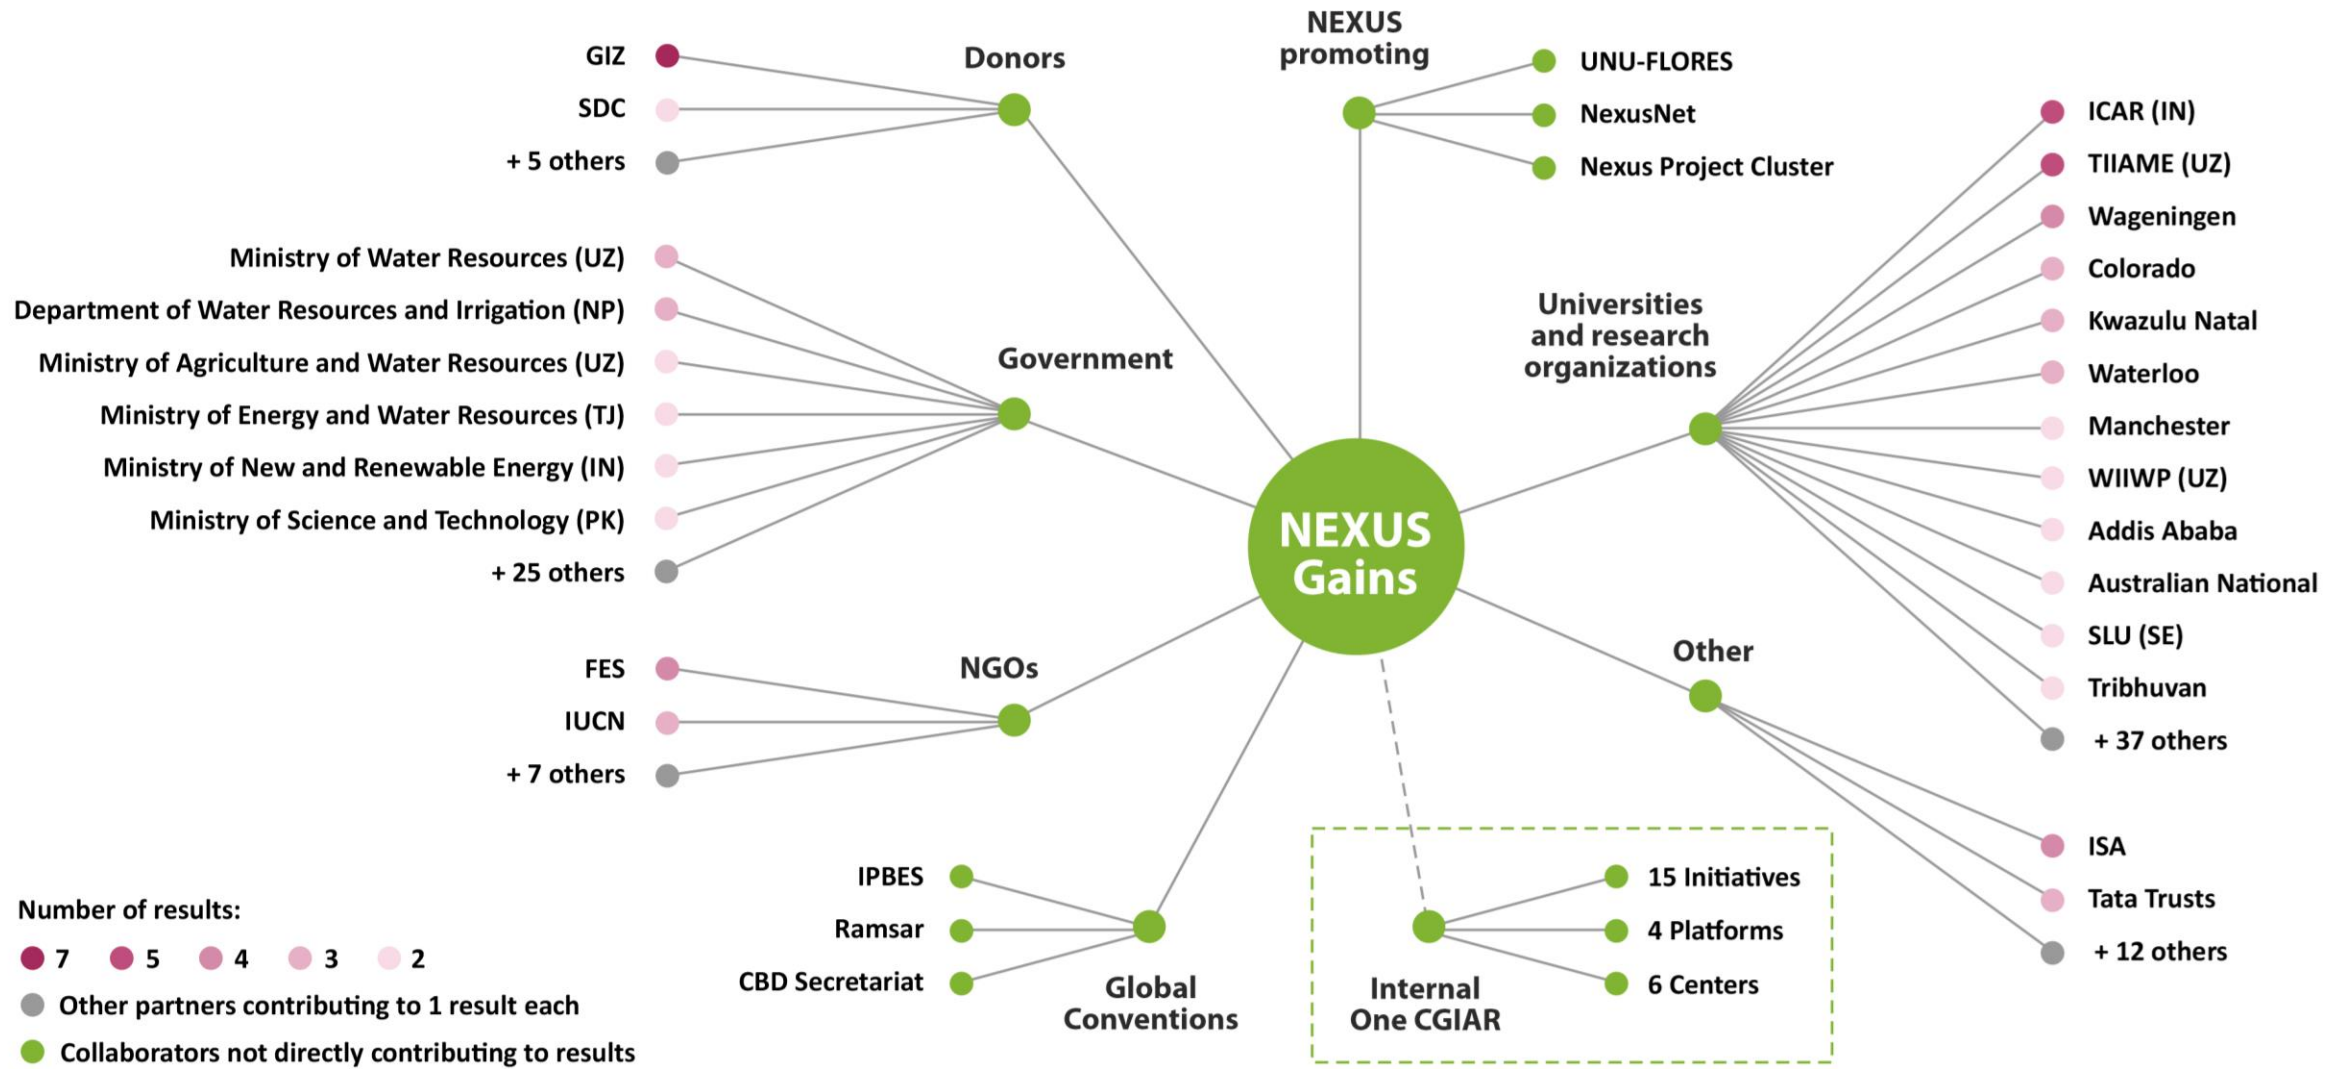 GIZ
SDC
+ 5 others
Donors
NEXUS
promoting
UNU-FLORES
NexusNet
Nexus Project Cluster
Ministry of Water Resources (UZ)
Department of Water Resources and Irrigation (NP)
Ministry of Agriculture and Water Resources (UZ)
Ministry of Energy and Water Resources (TJ)
Ministry of New and Renewable Energy (IN)
Ministry of Science and Technology (PK)
+ 25 others
Government
Universities
and research
organizations
ICAR (IN)
TIIAME (UZ)
Wageningen
Colorado
Kwazulu Natal
Waterloo
Manchester
WIIWP (UZ)
Addis Ababa
Australian National
SLU (SE)
Tribhuvan
+ 37 others
NEXUS
Gains
FES
IUCN
+ 7 others
NGOs
Other
ISA
Tata Trusts
+ 12 others
IPBES
Ramsar
CBD Secretariat
Global
Conventions
Internal
One CGIAR
15 Initiatives
4 Platforms
6 Centers
Number of results:
7 5 4 3 2
Other partners contributing to 1 result each
Collaborators not directly contributing to results